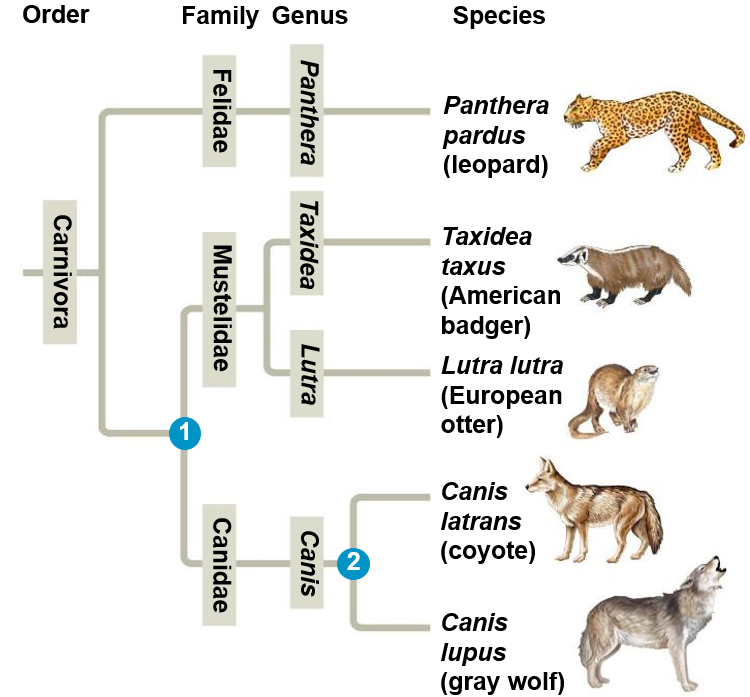 Order Family Genus Species
Carnivora
Felidae
Panthera
Panthera
pardus
(leopard)
Mustelidae
Taxidea
Taxidea
taxus
(American
badger)
Lutra
Lutra lutra
(European
otter)
1
Canidae
Canis
2
Canis
latrans
(coyote)
Canis
lupus
(gray wolf)